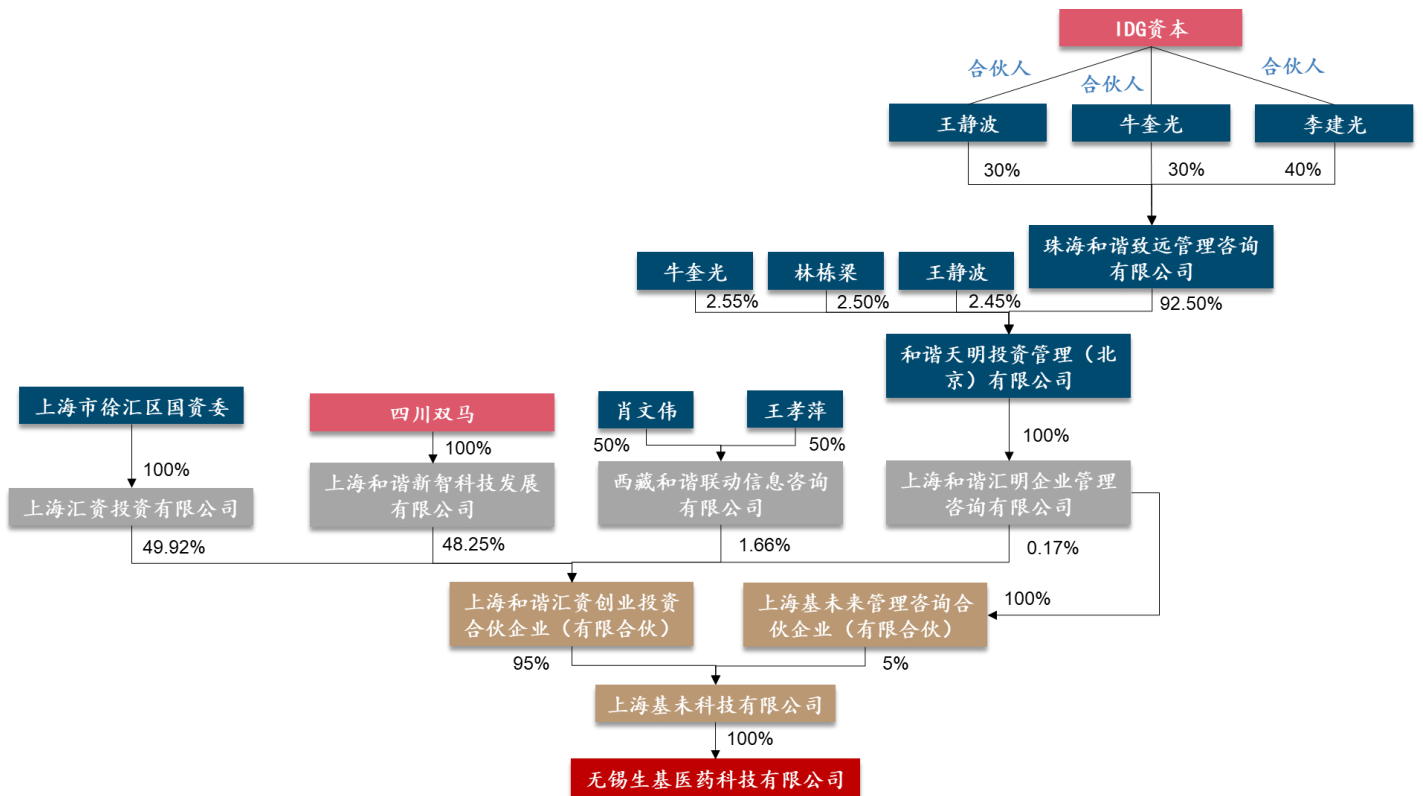 IDG资本
合伙人
合伙人
合伙人
王静波
牛奎光
李建光
30%
30%
40%
珠海和谐致远管理咨询
有限公司
牛奎光
林栋梁
王静波
2.55%
2.50%
2.45%
92.50%
和谐天明投资管理（北
京）有限公司
上海市徐汇区国资委
四川双马
肖文伟
王孝萍
100%
100%
50%
50%
100%
上海汇资投资有限公司
上海和谐新智科技发展
有限公司
西藏和谐联动信息咨询
有限公司
上海和谐汇明企业管理
咨询有限公司
49.92%
48.25%
1.66%
0.17%
上海和谐汇资创业投资
合伙企业（有限合伙）
上海基未来管理咨询合
伙企业（有限合伙）
100%
95%
5%
上海基未科技有限公司
100%
无锡生基医药科技有限公司